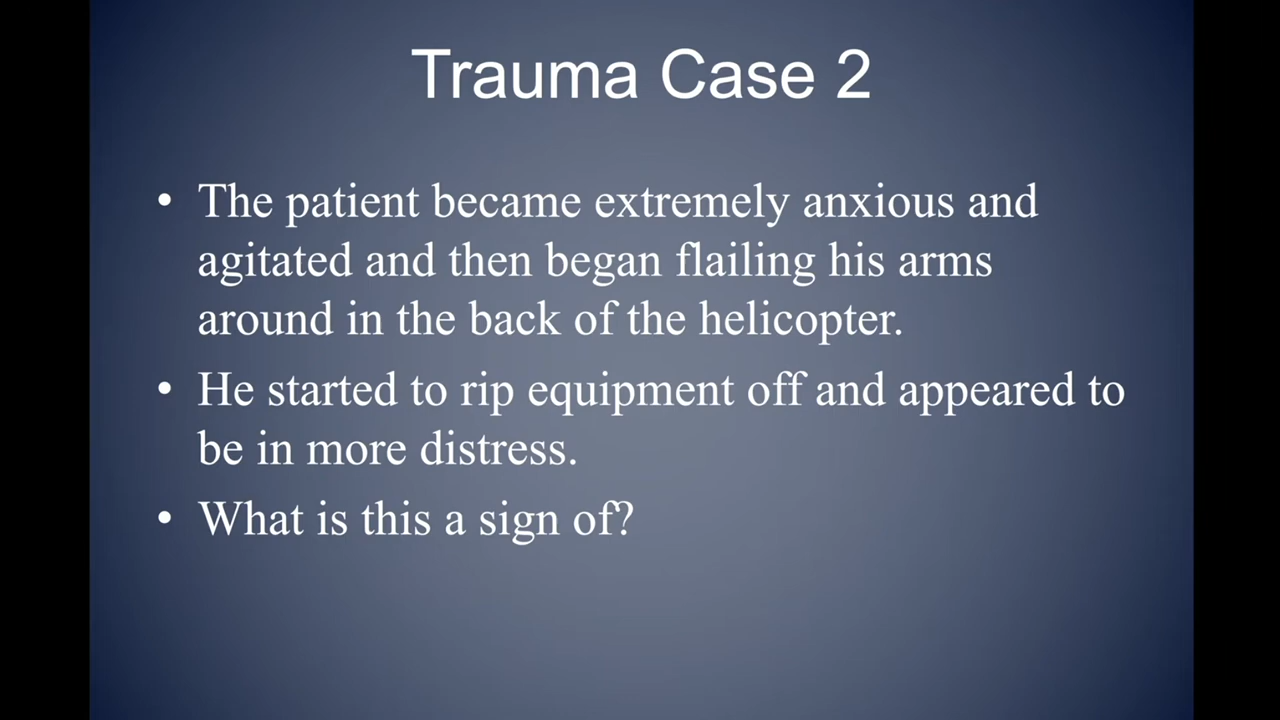 Trauma Case 2
• The patient became extremely anxious and
agitated and then began flailing his arms
around in the back of the helicopter.
• He started to rip equipment off and appeared to
be in more distress.
• What is this a sign of?